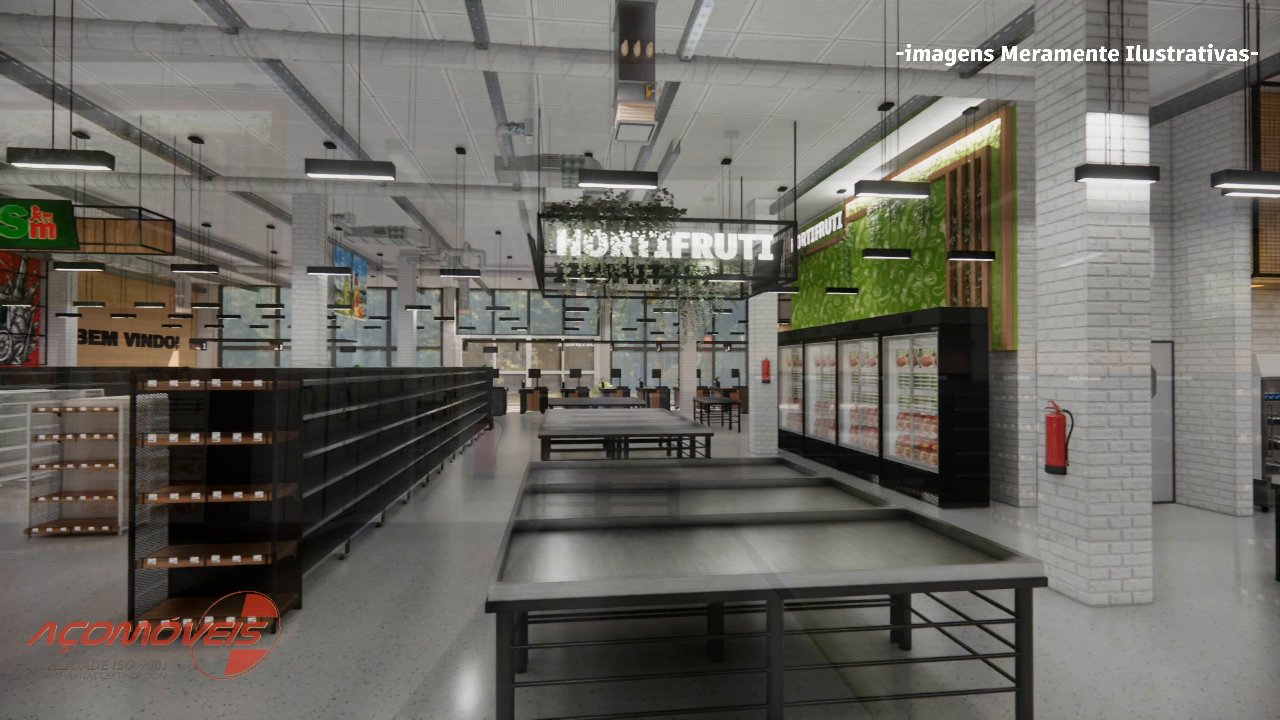 -imagens Meramente Ilustrativas-
S k-
m
HORTIFRUTI
HORTIFRUTI
BEM VINDO!
AÇOMÓVEIS